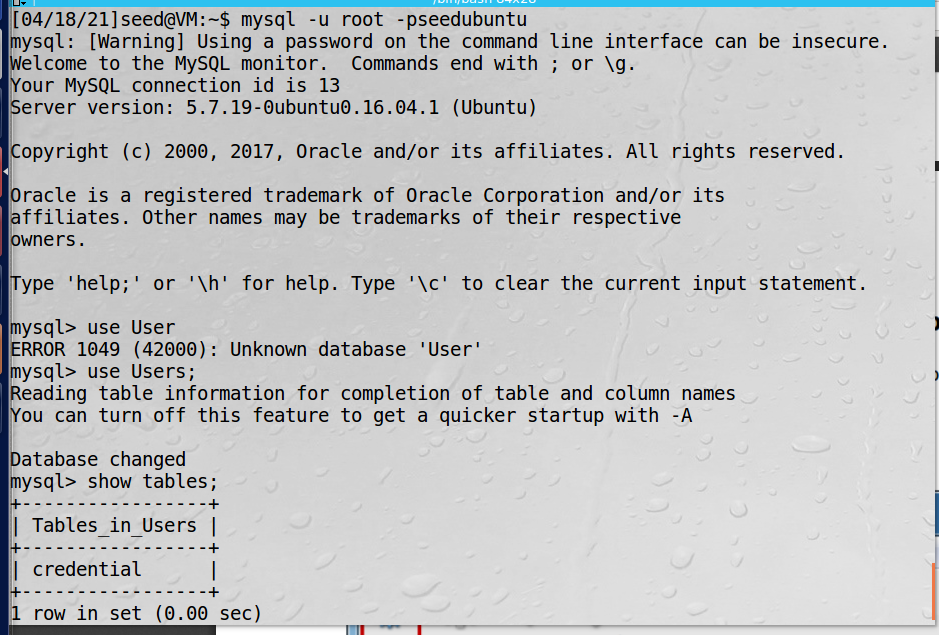 /bin/bash 84x28
[04/18/21]seed@VM:~$ mysql -u root -pseedubuntu
mysql: [Warning] Using a password on the command line interface can be insecure.
Welcome to the MySQL monitor.  Commands end with ; or \g.
Your MySQL connection id is 13
Server version: 5.7.19-0ubuntu0.16.04.1 (Ubuntu)

Copyright (c) 2000, 2017, Oracle and/or its affiliates. All rights reserved.

Oracle is a registered trademark of Oracle Corporation and/or its
affiliates. Other names may be trademarks of their respective
owners.

Type 'help;' or '\h' for help. Type '\c' to clear the current input statement.

mysql> use User
ERROR 1049 (42000): Unknown database 'User'
mysql> use Users;
Reading table information for completion of table and column names
You can turn off this feature to get a quicker startup with -A

Database changed
mysql> show tables;
+-----------------+
| Tables_in_Users |
+-----------------+
| credential      |
+-----------------+
1 row in set (0.00 sec)